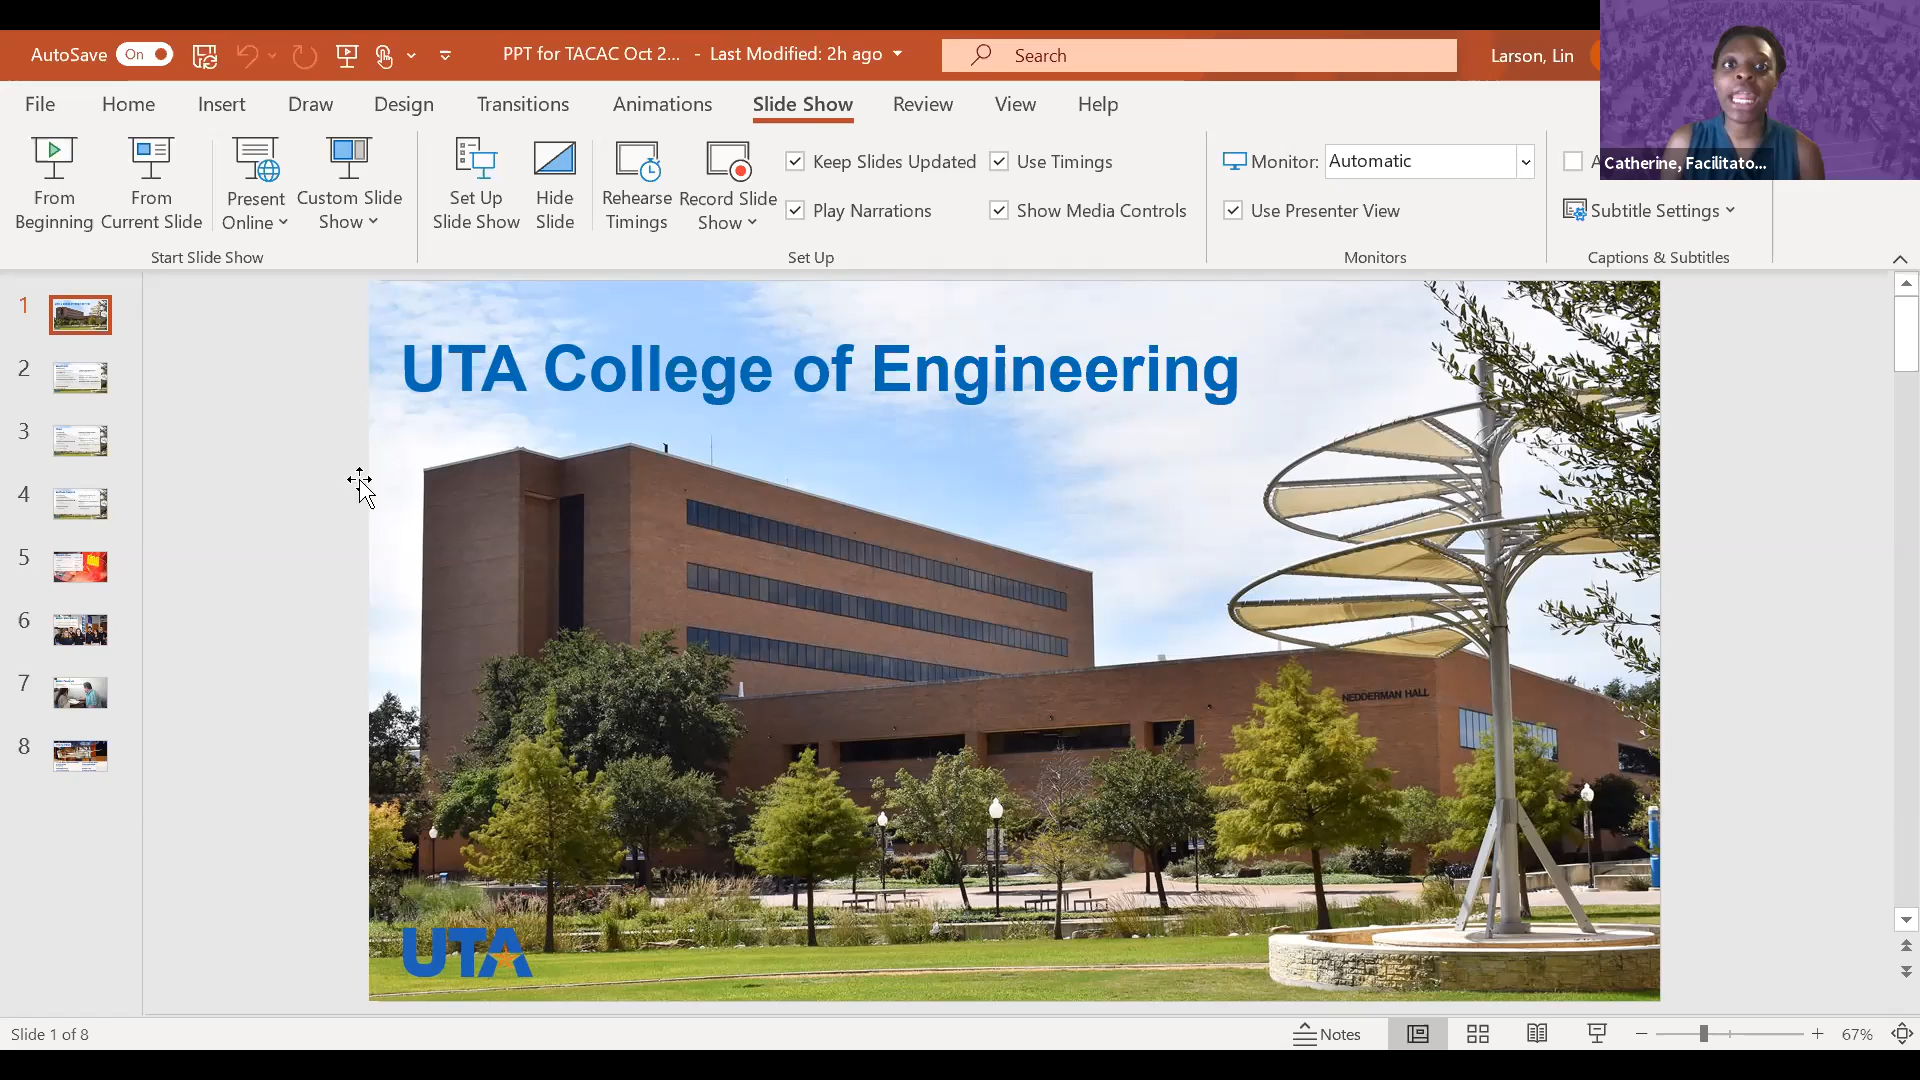 AutoSave On PPT for TACAC Oct 2... - Last Modified: 2h ago Search Larson, Lin
File Home Insert Draw Design Transitions Animations Slide Show Review View Help
From Beginning
From Current Slide
Present Online
Custom Slide Show
Start Slide Show
Set Up Slide Show
Hide Slide
Rehearse Timings
Record Slide Show
Keep Slides Updated
Play Narrations
Use Timings
Show Media Controls
Set Up
Monitor: Automatic
Use Presenter View
Monitors
Subtitle Settings
Captions & Subtitles
Catherine, Facilitato...
1
2
3
4
5
6
7
8
UTA College of Engineering
NEDDERMAN HALL
UTA
Slide 1 of 8
Notes
67%